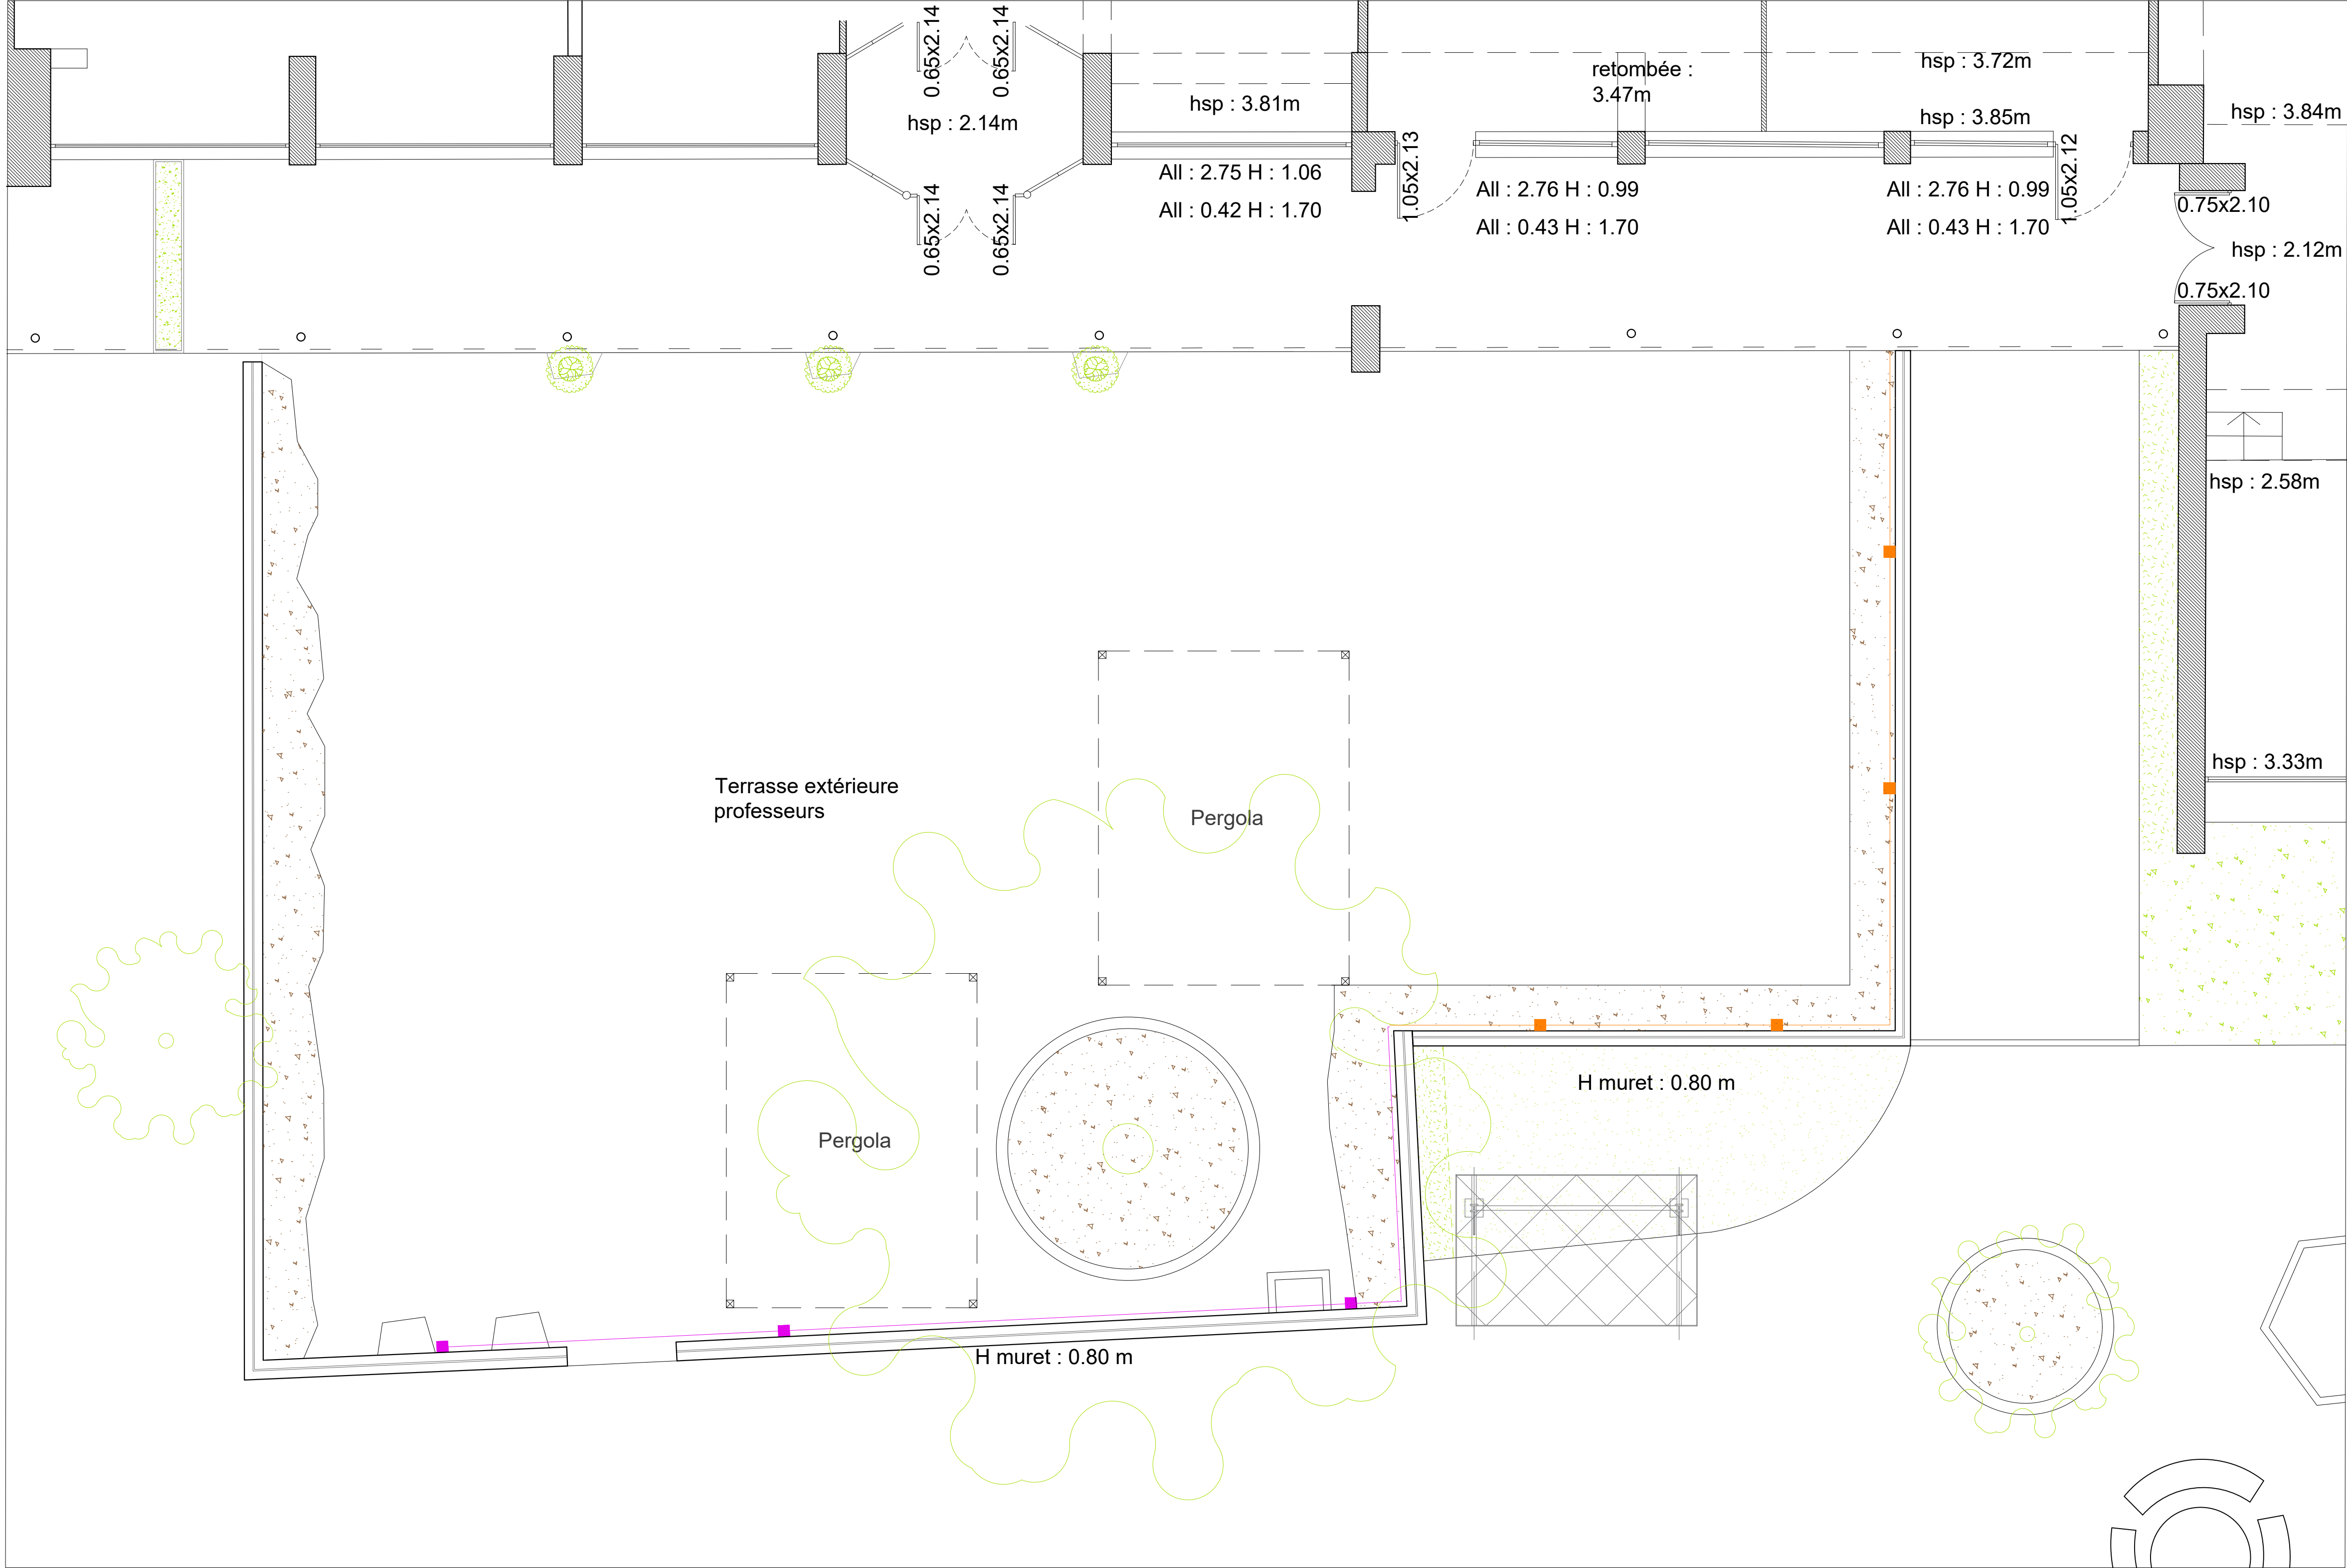 0.65x2.14
0.65x2.14
hsp : 2.14m
hsp : 3.81m
retombée :
3.47m
hsp : 3.72m
hsp : 3.85m
hsp : 3.84m
0.65x2.14
0.65x2.14
All : 2.75 H : 1.06
All : 0.42 H : 1.70
1.05x2.13
All : 2.76 H : 0.99
All : 0.43 H : 1.70
All : 2.76 H : 0.99
All : 0.43 H : 1.70
1.05x2.12
0.75x2.10
hsp : 2.12m
0.75x2.10
hsp : 2.58m
hsp : 3.33m
Terrasse extérieure
professeurs
Pergola
Pergola
H muret : 0.80 m
H muret : 0.80 m